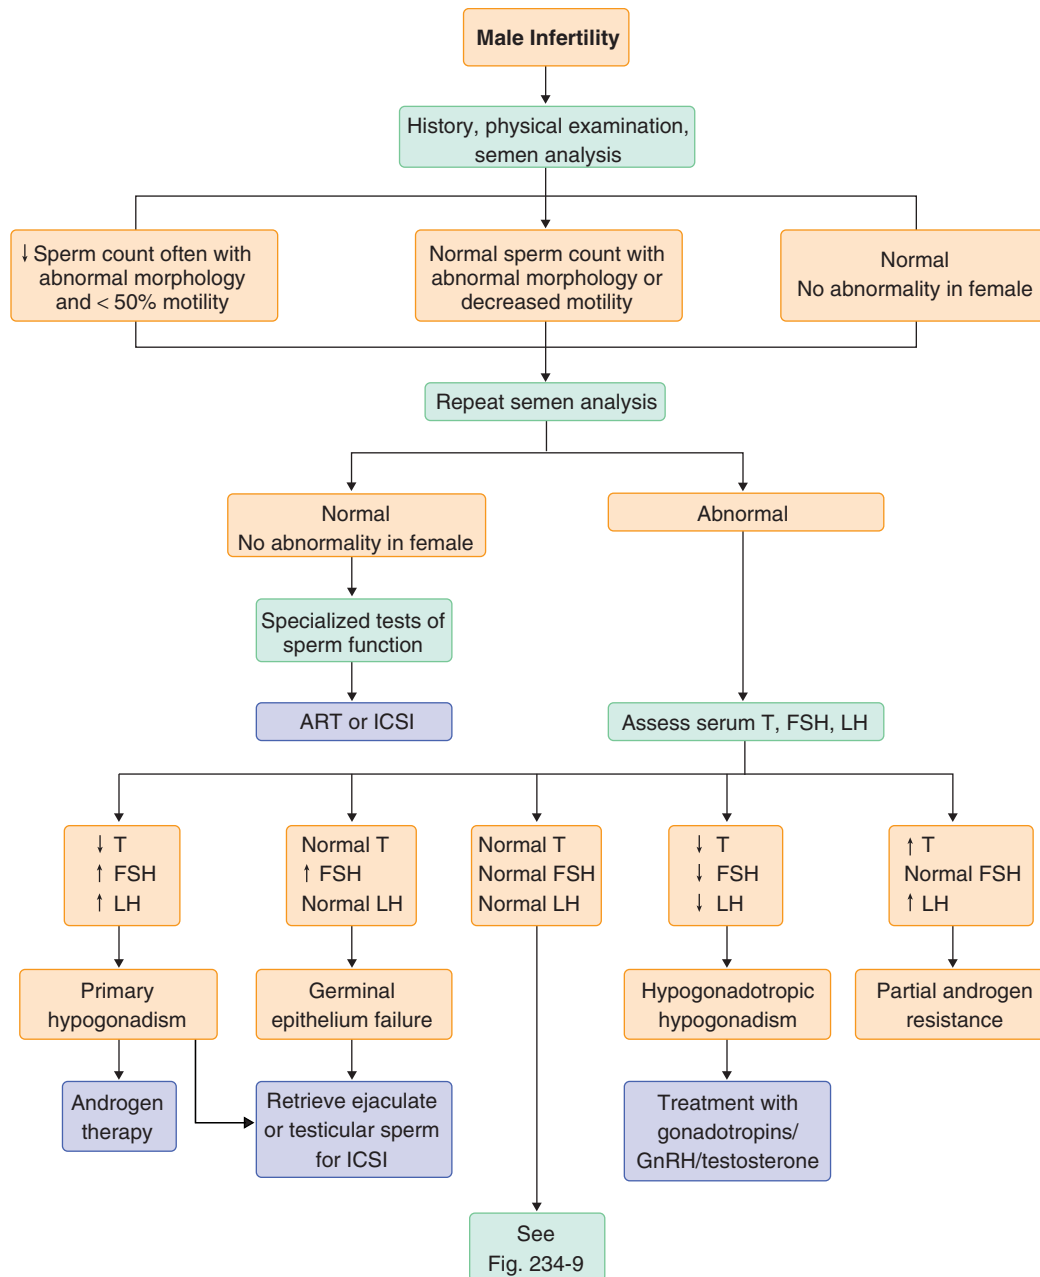 Male Infertility
History, physical examination,
semen analysis
↓ Sperm count often with
abnormal morphology
and < 50% motility
Normal sperm count with
abnormal morphology or
decreased motility
Normal
No abnormality in female
Repeat semen analysis
Normal
No abnormality in female
Abnormal
Specialized tests of
sperm function
ART or ICSI
Assess serum T, FSH, LH
↓ T
↑ FSH
↑ LH
Normal T
↑ FSH
Normal LH
Normal T
Normal FSH
Normal LH
↓ T
↓ FSH
↓ LH
↑ T
Normal FSH
↑ LH
Primary
hypogonadism
Germinal
epithelium failure
Hypogonadotropic
hypogonadism
Partial androgen
resistance
Androgen
therapy
Retrieve ejaculate
or testicular sperm
for ICSI
Treatment with
gonadotropins/
GnRH/testosterone
See
Fig. 234-9